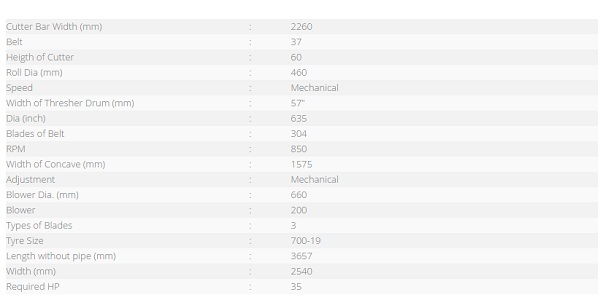 Cutter Bar Width (mm) : 2260
Belt : 37
Heigth of Cutter : 60
Roll Dia (mm) : 460
Speed : Mechanical
Width of Thresher Drum (mm) : 57"
Dia (inch) : 635
Blades of Belt : 304
RPM : 850
Width of Concave (mm) : 1575
Adjustment : Mechanical
Blower Dia. (mm) : 660
Blower : 200
Types of Blades : 3
Tyre Size : 700-19
Length without pipe (mm) : 3657
Width (mm) : 2540
Required HP : 35